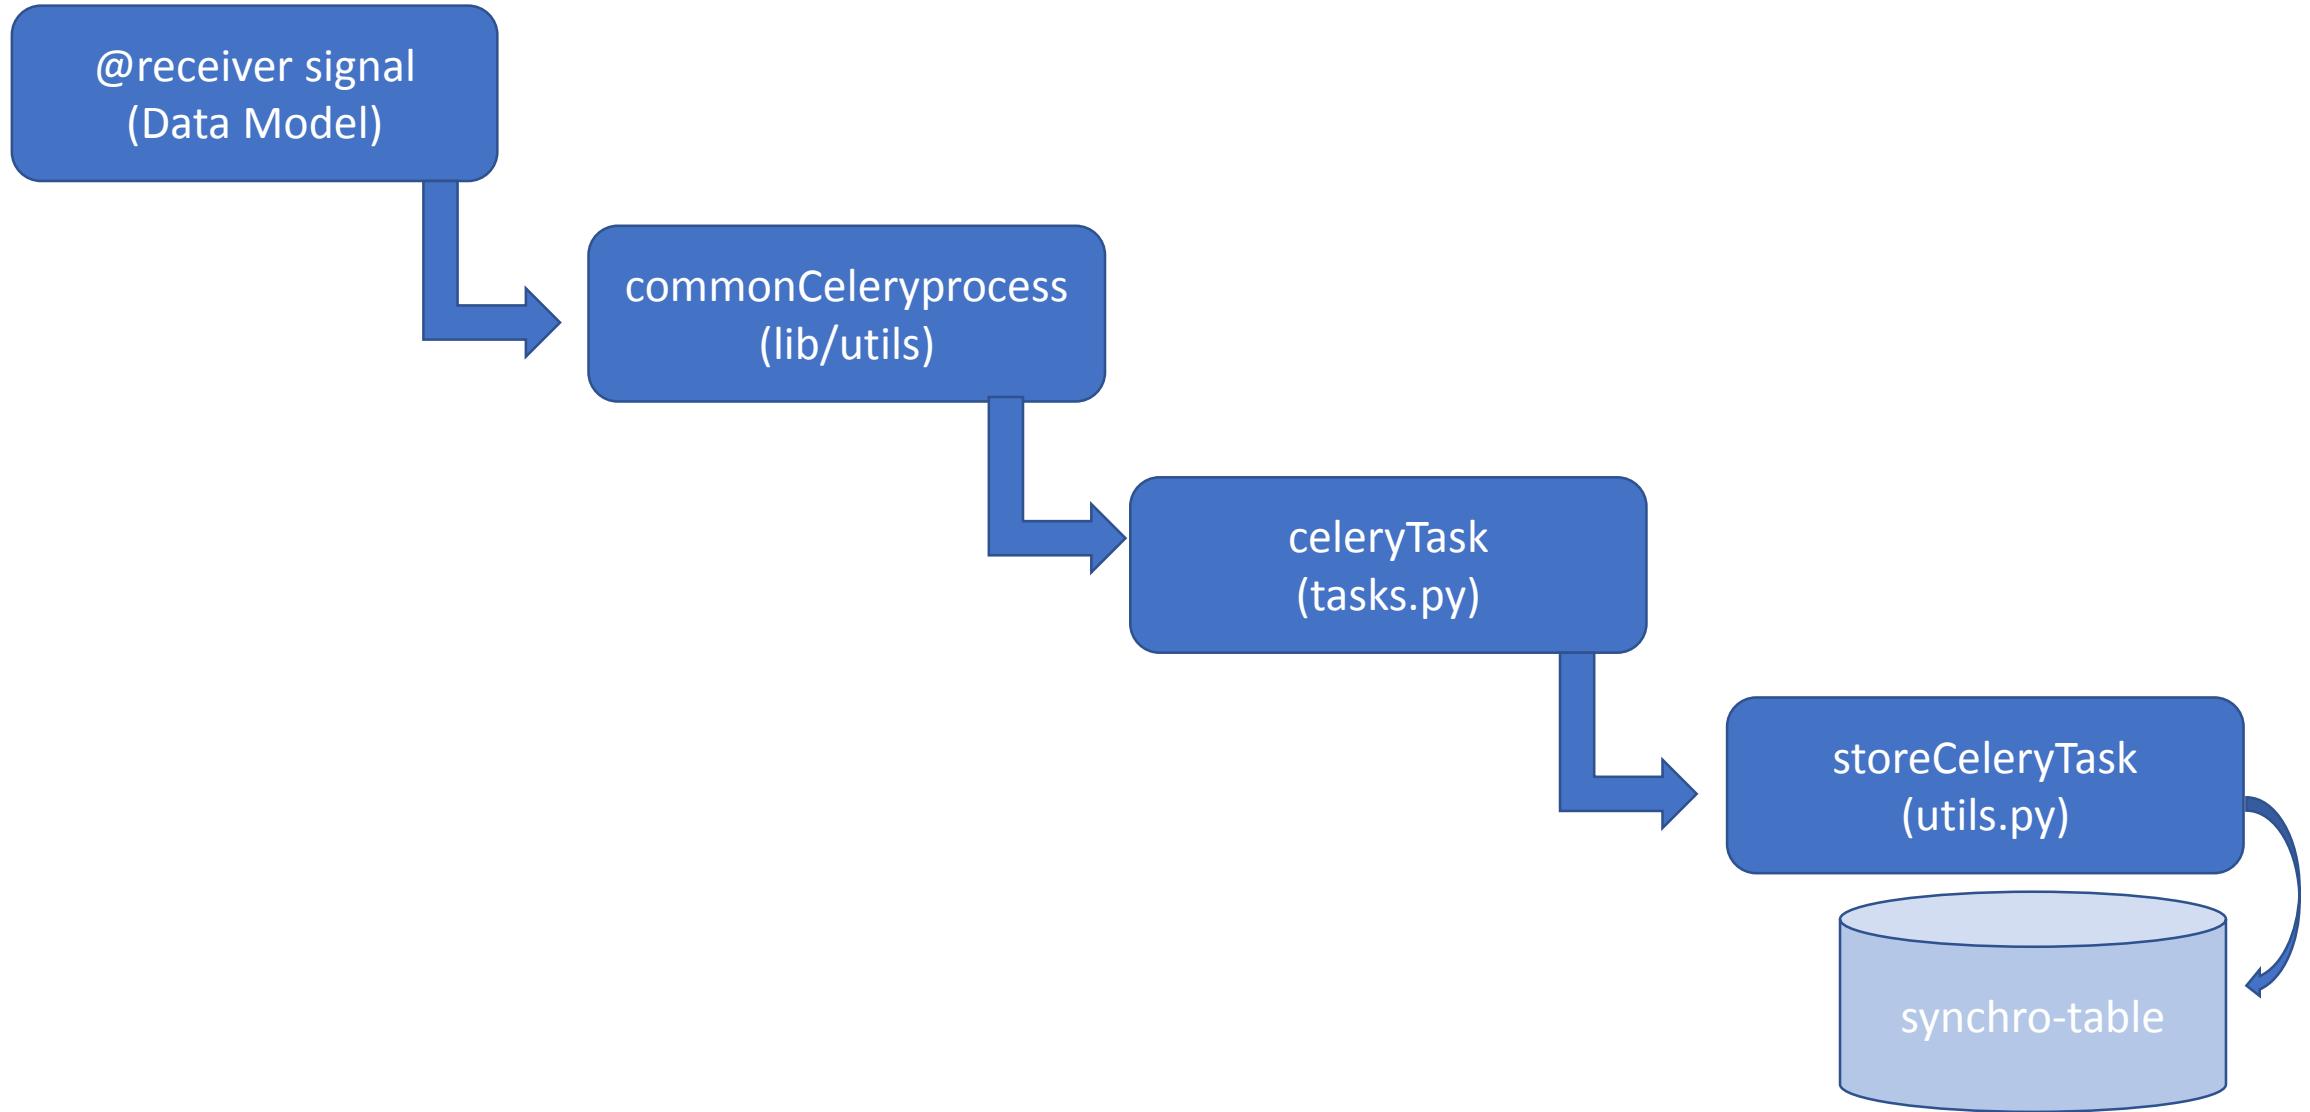 @receiver signal
(Data Model)
commonCeleryprocess
(lib/utils)
celeryTask
(tasks.py)
storeCeleryTask
(utils.py)
synchro-table